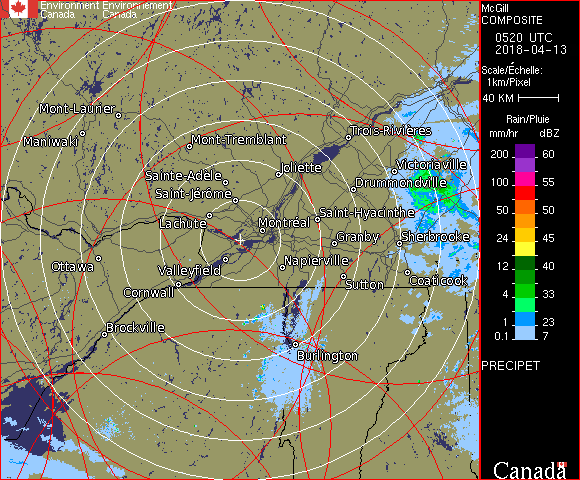 Environment Environnement
Canada Canada
McGill
COMPOSITE
0520 UTC
2018-04-13
Scale/Échelle:
1km/Pixel
40 KM
Rain/Pluie
mm/hr dBZ
200 60
100 55
50 50
24 45
12 40
4 33
1 23
0.1 7
PRECIPET
Mont-Laurier
Maniwaki
Mont-Tremblant
Trois-Rivières
Joliette
Victoriaville
Sainte-Adèle
Drummondville
Saint-Jérôme
Lachute
Saint-Hyacinthe
Montréal
Granby
Sherbrooke
Ottawa
Valleyfield
Napierville
Cornwall
Sutton
Coaticook
Brockville
Burlington
Canada